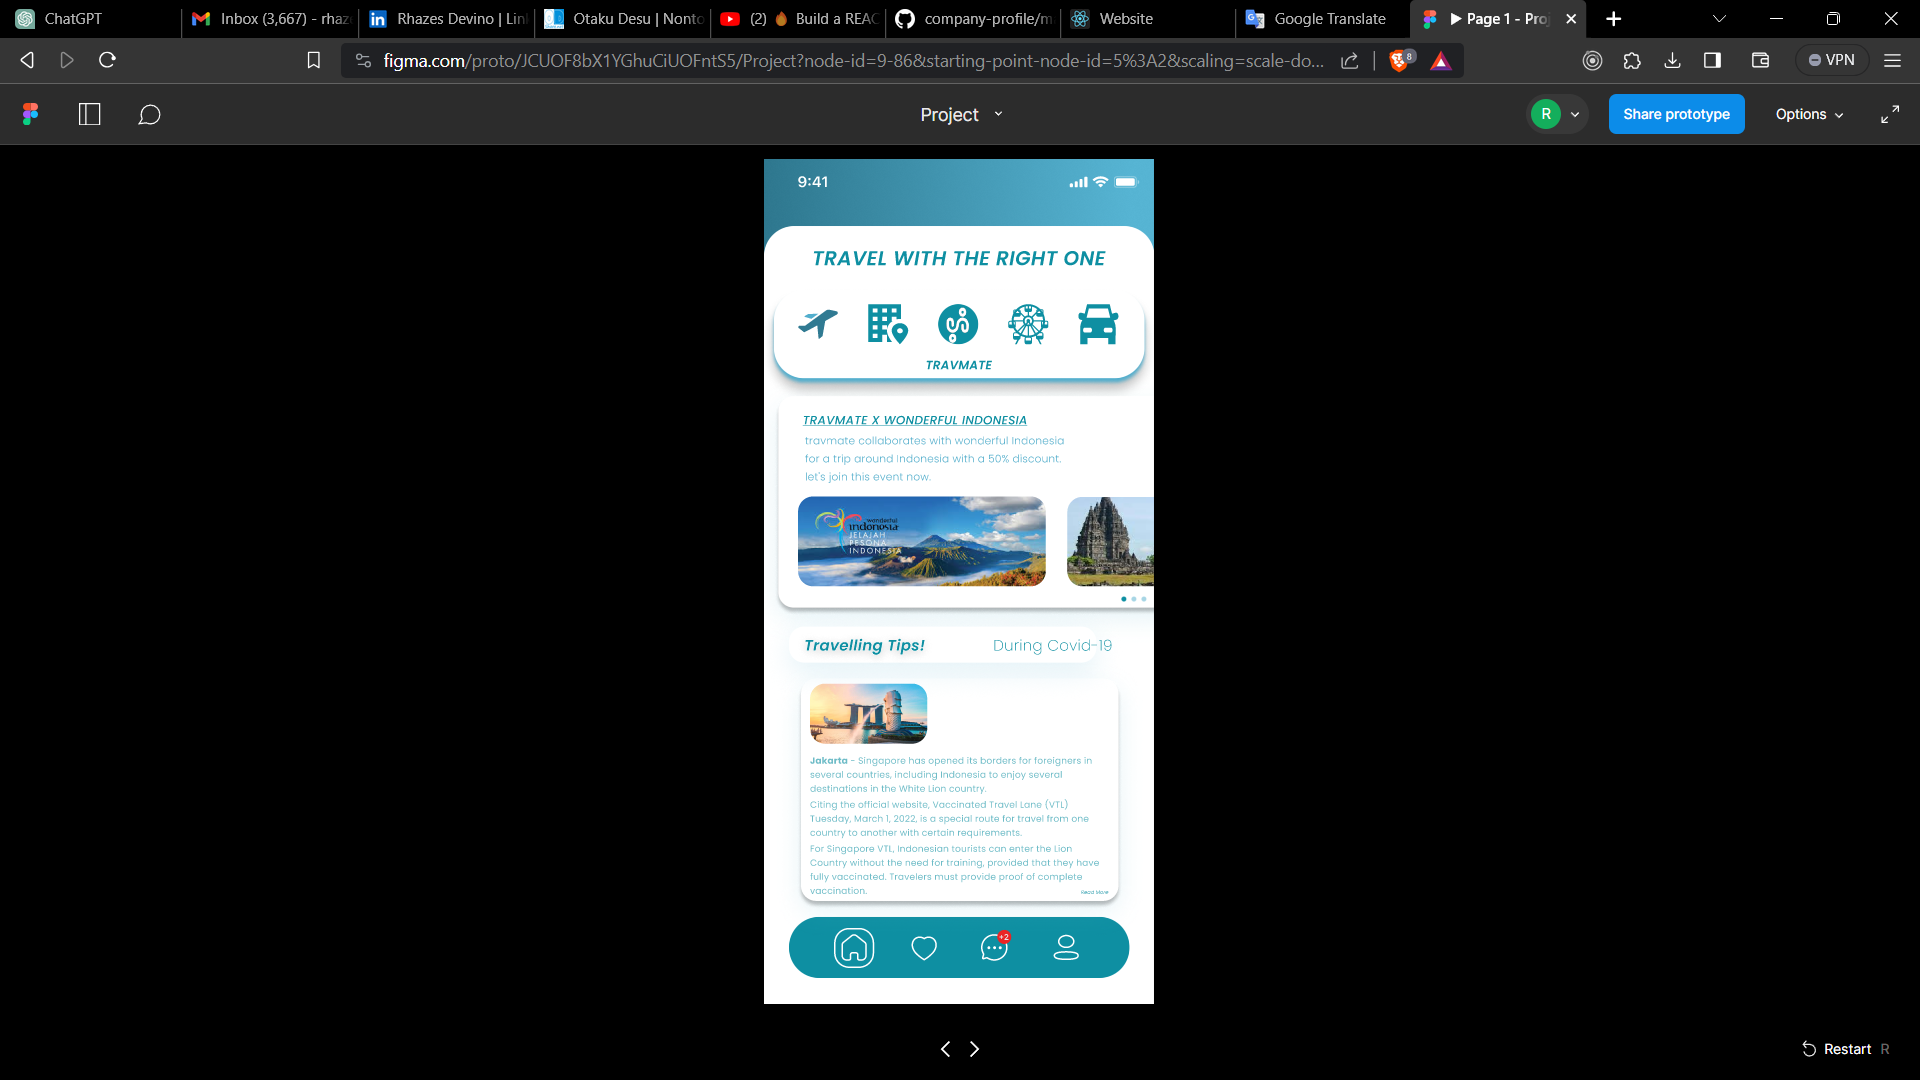 ChatGPT
Inbox (3,667) - rhaz
Rhazes Devino | Lin
Otaku Desu | Nonto
(2) 🔥 Build a REAC
company-profile/m
Website
Google Translate
▶ Page 1 - Pro
figma.com/proto/JCUOF8bX1YGhuCiUOFntS5/Project?node-id=9-86&starting-point-node-id=5%3A2&scaling=scale-do...
8
VPN
Project
R
Share prototype
Options
9:41
TRAVEL WITH THE RIGHT ONE
TRAVMATE
TRAVMATE X WONDERFUL INDONESIA
travmate collaborates with wonderful Indonesia
for a trip around Indonesia with a 50% discount.
let's join this event now.
wonderful
indonesia
JELAJAH
PESONA
INDONESIA
Travelling Tips!
During Covid-19
Jakarta - Singapore has opened its borders for foreigners in
several countries, including Indonesia to enjoy several
destinations in the White Lion country.
Citing the official website, Vaccinated Travel Lane (VTL)
Tuesday, March 1, 2022, is a special route for travel from one
country to another with certain requirements.
For Singapore VTL, Indonesian tourists can enter the Lion
Country without the need for training, provided that they have
fully vaccinated. Travelers must provide proof of complete
vaccination.
Read More
+2
Restart R